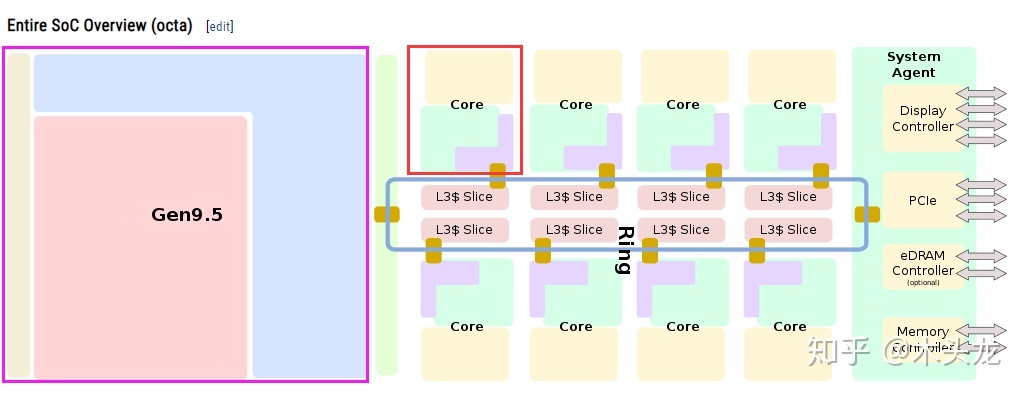 Entire SoC Overview (octa) [edit]
Gen9.5
Core
Core
Core
Core
L3$ Slice
L3$ Slice
L3$ Slice
L3$ Slice
L3$ Slice
L3$ Slice
L3$ Slice
L3$ Slice
Ring
Core
Core
Core
Core
System
Agent
Display
Controller
PCIe
eDRAM
Controller
(optional)
Memory
Controller
知乎 @木头龙